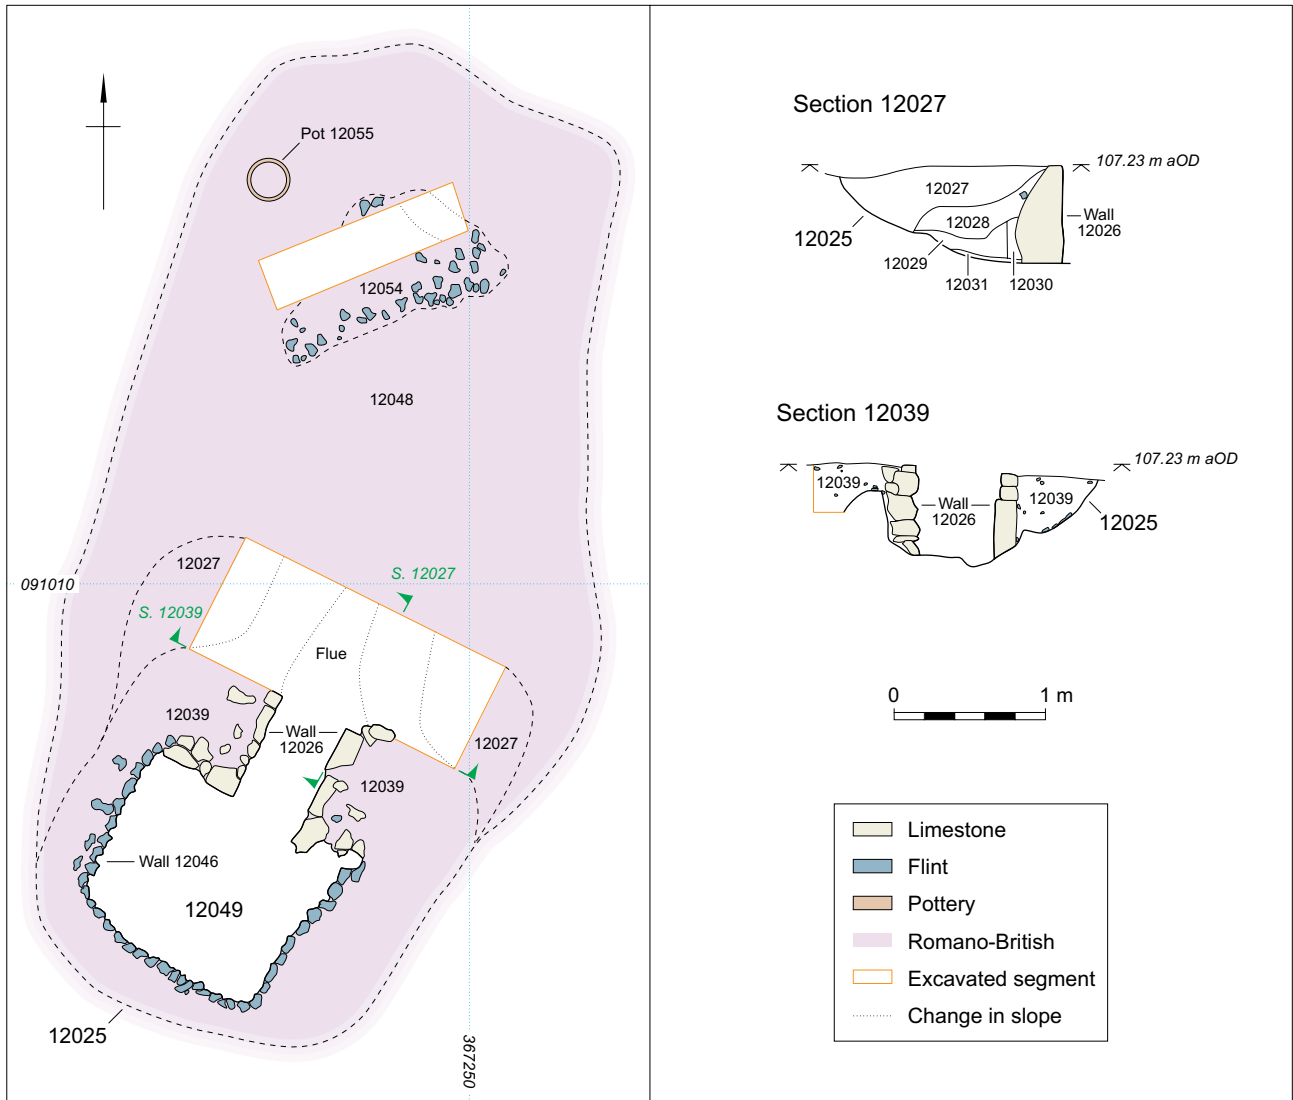 Pot 12055
12054
12048
12027
091010
S. 12027
S. 12039
Flue
12039
Wall
12026
12027
12039
Wall 12046
12049
12025
367250
Section 12027
107.23 m aOD
12027
12028
12025
Wall
12026
12029
12031
12030
Section 12039
107.23 m aOD
12039
Wall
12026
12039
12025
0
1 m
Limestone
Flint
Pottery
Romano-British
Excavated segment
Change in slope